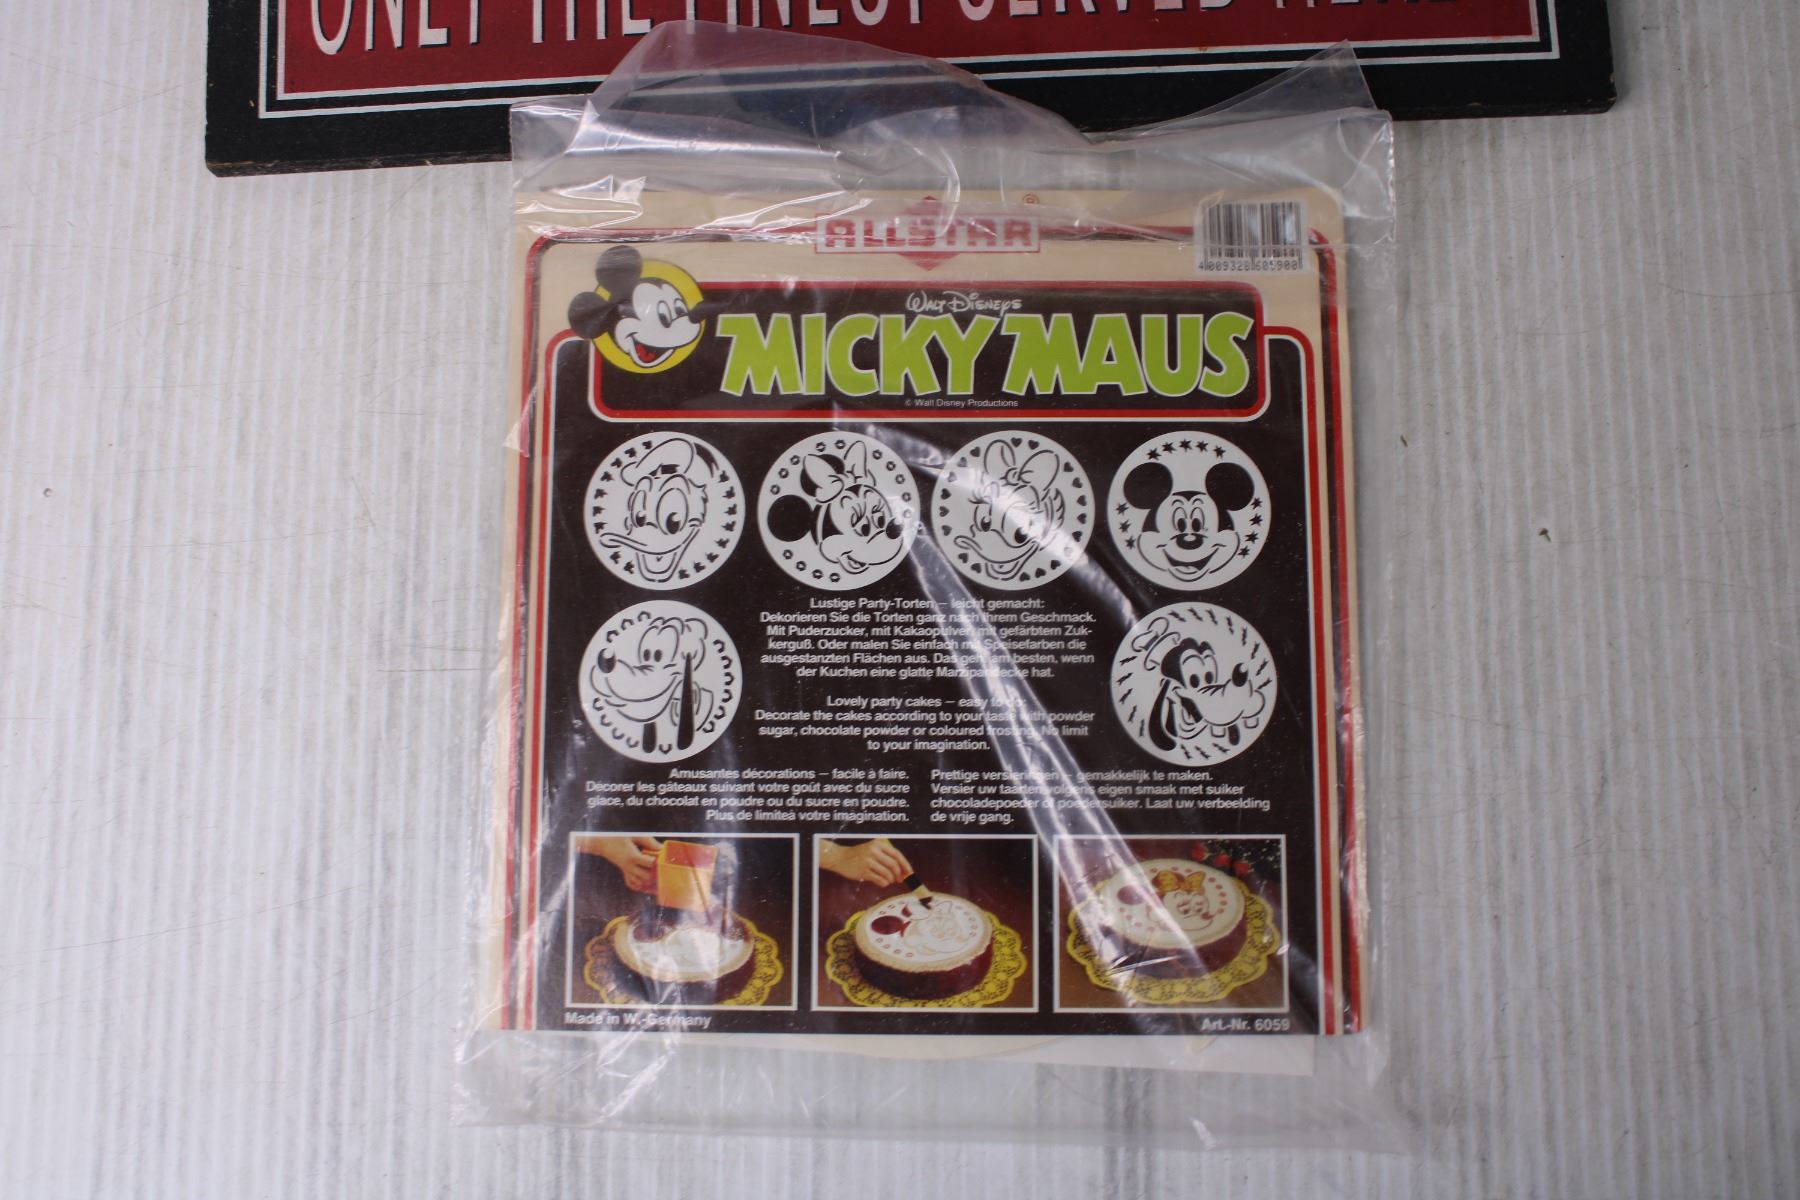 ONLY THE FINEST SERVED HERE
ALLSTAR ®
4 009328 605900
WALT DISNEYS
MICKY MAUS
© Walt Disney Productions
Lustige Party-Torten – leicht gemacht:
Dekorieren Sie die Torten ganz nach Ihrem Geschmack.
Mit Puderzucker, mit Kakaopulver, mit gefärbtem Zuk-
kerguß. Oder malen Sie einfach mit Speisefarben die
ausgestanzten Flächen aus. Das geht am besten, wenn
der Kuchen eine glatte Marzipandecke hat.
Lovely party cakes – easy to do:
Decorate the cakes according to your taste with powder
sugar, chocolate powder or coloured frosting. No limit
to your imagination.
Amusantes décorations – facile à faire.
Décorer les gâteaux suivant votre goût avec du sucre
glace, du chocolat en poudre ou du sucre en poudre.
Plus de limiteà votre imagination.
Prettige versieringen – gemakkelijk te maken.
Versier uw taarten volgens eigen smaak met suiker
chocoladepoeder of poedersuiker. Laat uw verbeelding
de vrije gang.
Made in W.-Germany
Art.-Nr. 6059